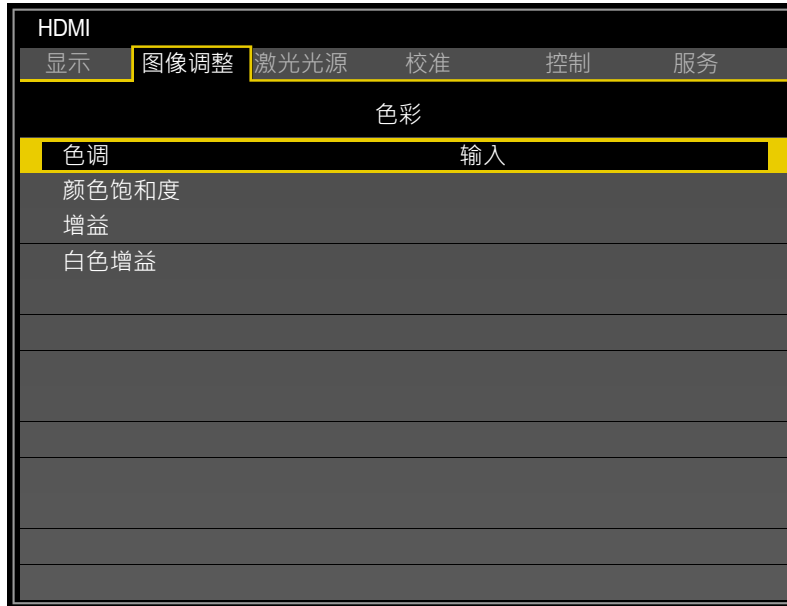 HDMI
显示 图像调整 激光光源 校准 控制 服务
色彩
色调 输入
颜色饱和度
增益
白色增益